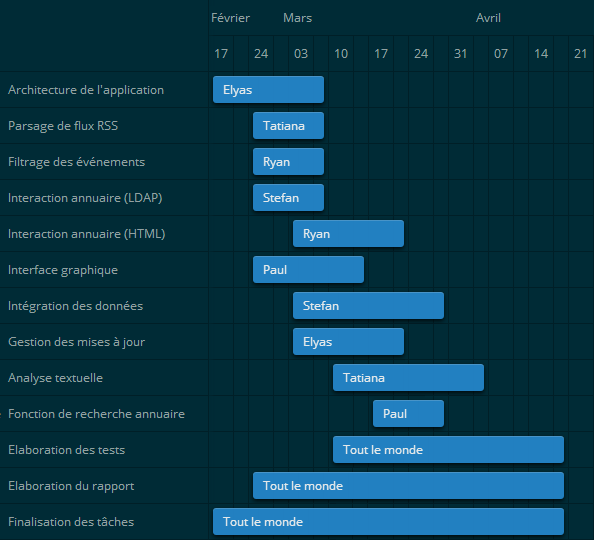 Février Mars Avril
17 24 03 10 17 24 31 07 14 21
Architecture de l'application Elyas
Parsage de flux RSS Tatiana
Filtrage des événements Ryan
Interaction annuaire (LDAP) Stefan
Interaction annuaire (HTML) Ryan
Interface graphique Paul
Intégration des données Stefan
Gestion des mises à jour Elyas
Analyse textuelle Tatiana
Fonction de recherche annuaire Paul
Elaboration des tests Tout le monde
Elaboration du rapport Tout le monde
Finalisation des tâches Tout le monde